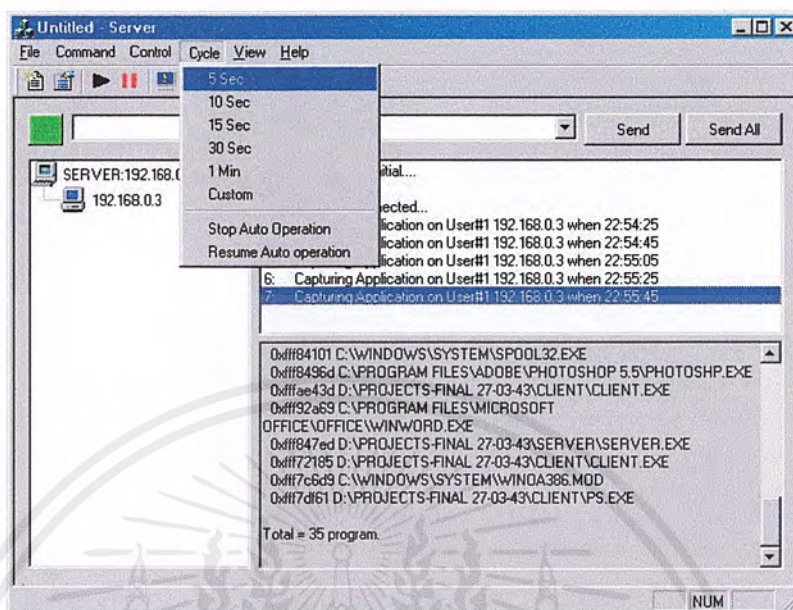 Untitled - Server
File Command Control Cycle View Help
5 Sec
10 Sec
15 Sec
30 Sec
1 Min
Custom
Stop Auto Operation
Resume Auto operation
Send
Send All
SERVER:192.168.0
192.168.0.3
itial....
ected...
lication on User#1 192.168.0.3 when 22:54:25
lication on User#1 192.168.0.3 when 22:54:45
lication on User#1 192.168.0.3 when 22:55:05
6: Capturing Application on User#1 192.168.0.3 when 22:55:25
7: Capturing Application on User#1 192.168.0.3 when 22:55:45
0xfff84101 C:\WINDOWS\SYSTEM\SPOOL32.EXE
0xfff8496d C:\PROGRAM FILES\ADOBE\PHOTOSHOP 5.5\PHOTOSHP.EXE
0xfffae43d D:\PROJECTS-FINAL 27-03-43\CLIENT\CLIENT.EXE
0xfff92a69 C:\PROGRAM FILES\MICROSOFT
OFFICE\OFFICE\WINWORD.EXE
0xfff847ed D:\PROJECTS-FINAL 27-03-43\SERVER\SERVER.EXE
0xfff72185 D:\PROJECTS-FINAL 27-03-43\CLIENT\CLIENT.EXE
0xfff7c6d9 C:\WINDOWS\SYSTEM\WINOA386.MOD
0xfff7df61 D:\PROJECTS-FINAL 27-03-43\CLIENT\PS.EXE
Total = 35 program.
NUM